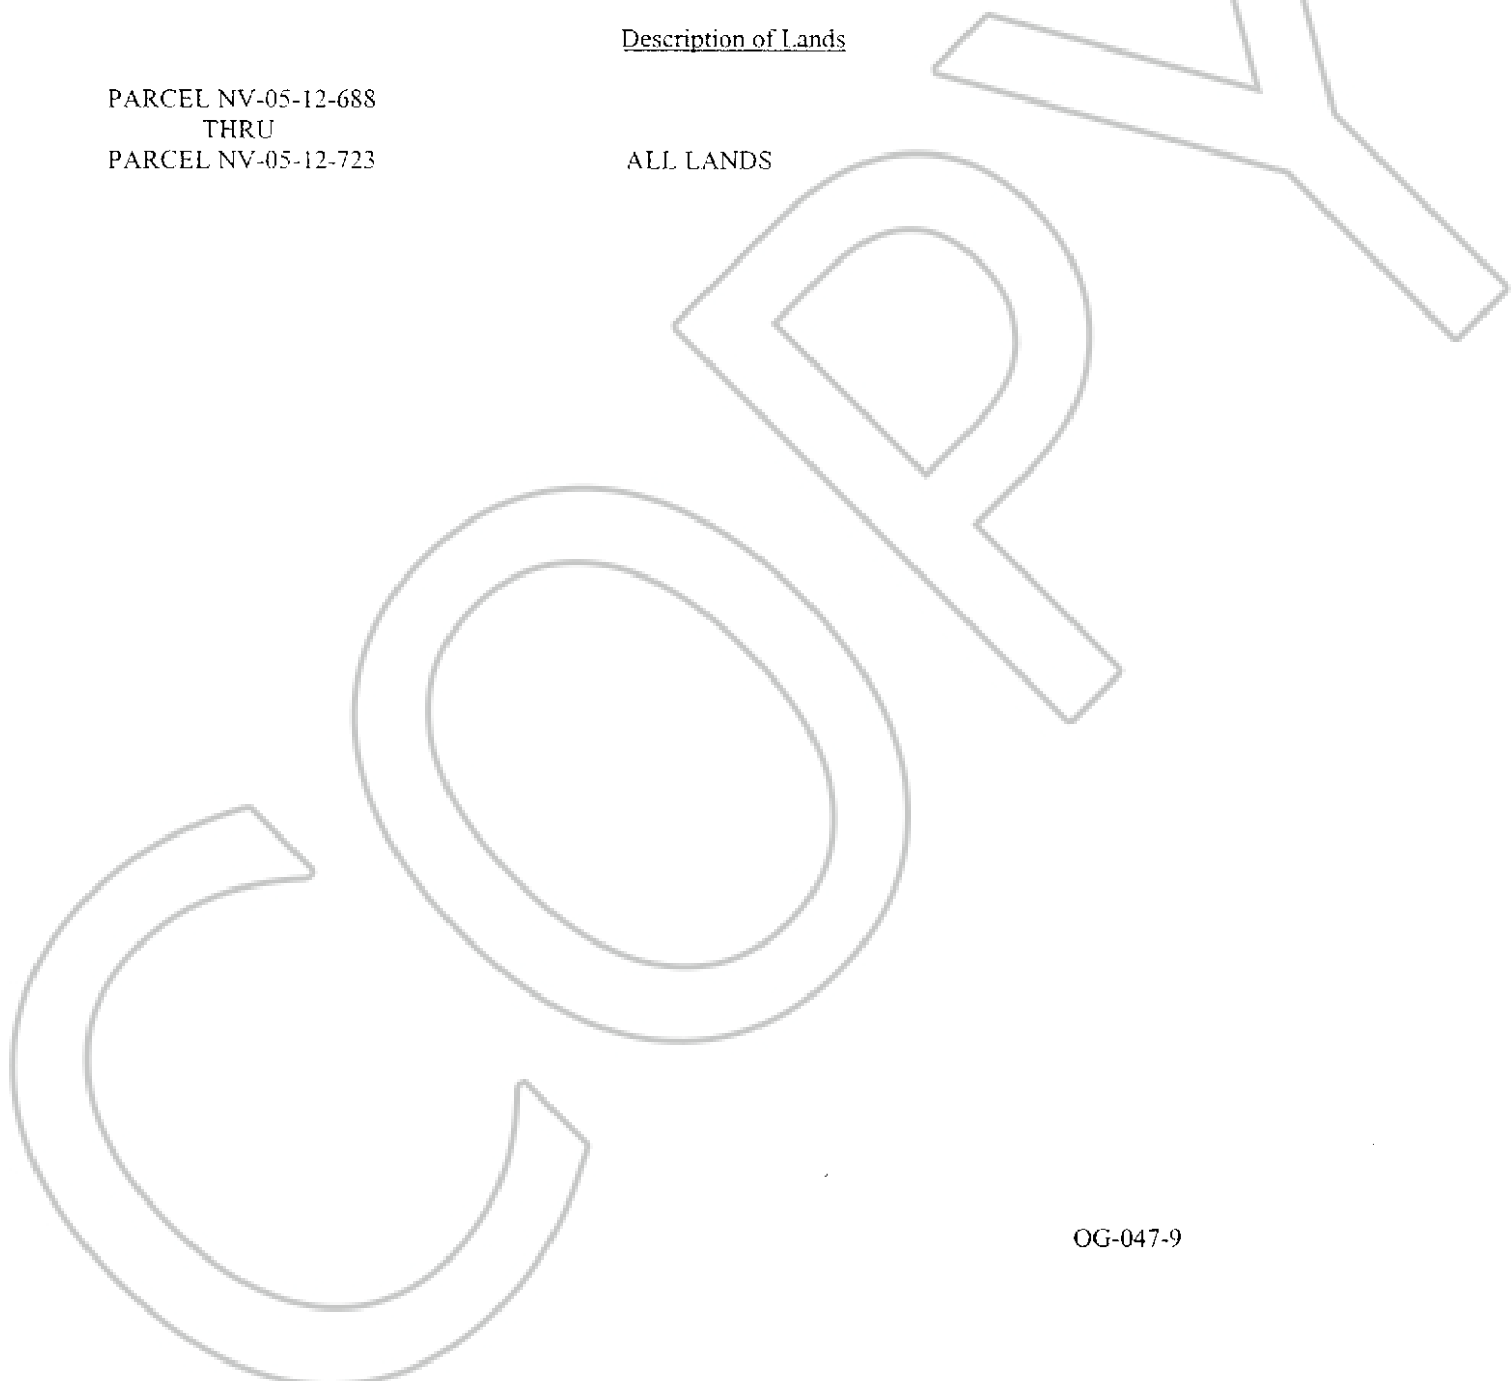 Description of Lands
PARCEL NV-05-12-688
THRU
PARCEL NV-05-12-723 ALL LANDS
COPY
OG-047-9